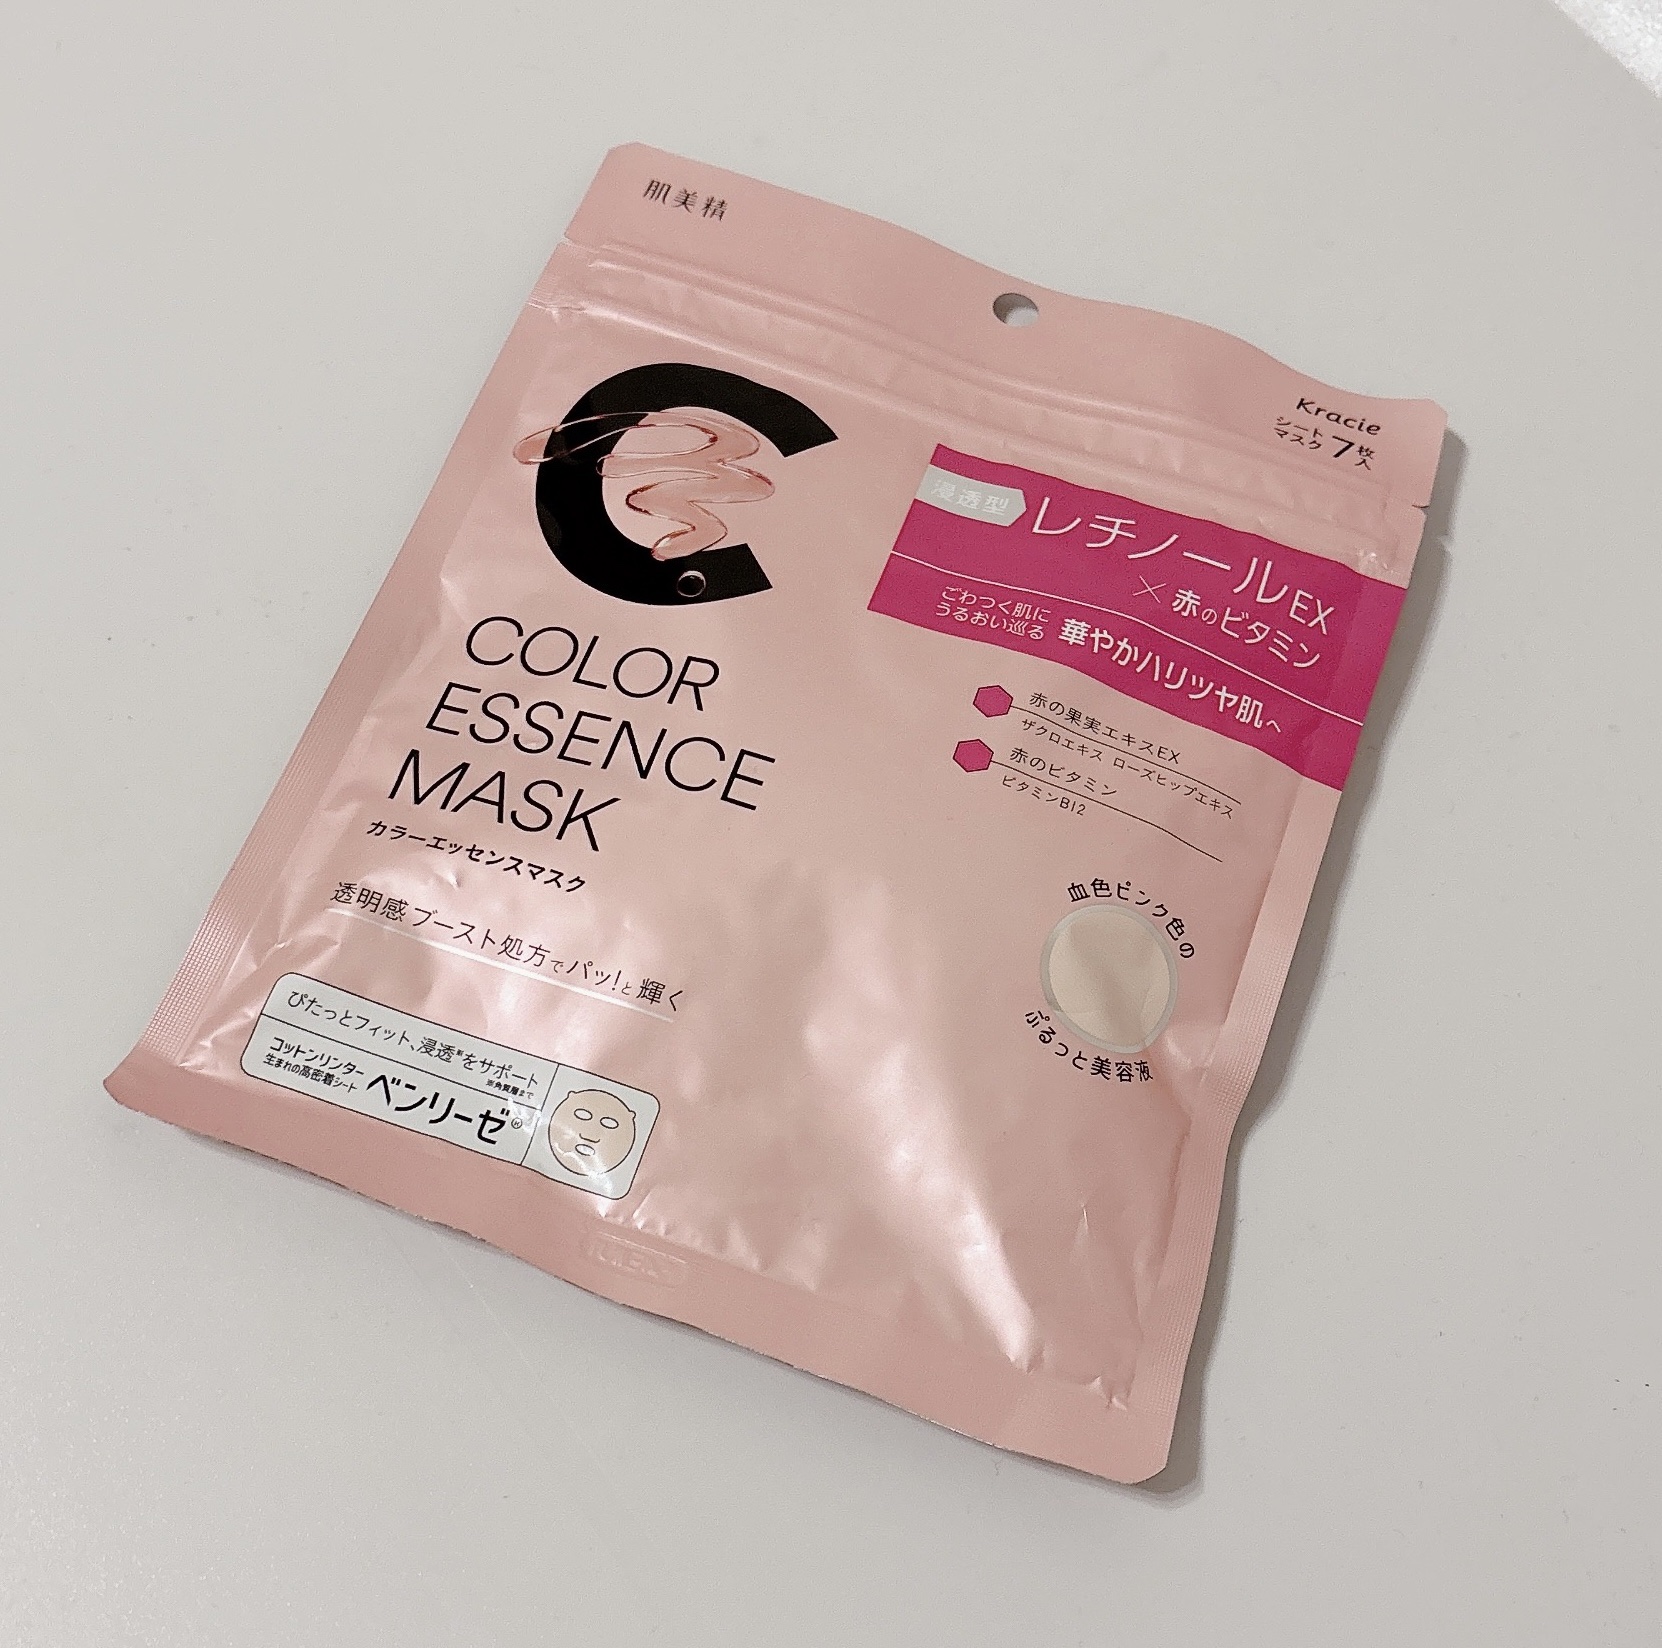 肌美精
Kracie
シート
マスク 7枚入
C
COLOR
ESSENCE
MASK
カラーエッセンスマスク
透明感 ブースト処方でパッ!と輝く
ぴたっとフィット、浸透※をサポート
※角質層まで
コットンリンター
生まれの高密着シート
ベンリーゼ®
浸透型 レチノールEX
×赤のビタミン
ごわつく肌に
うるおい巡る 華やかハリツヤ肌へ
赤の果実エキスEX
ザクロエキス ローズヒップエキス
赤のビタミン
ビタミンB12
血色ピンク色の
ぷるっと美容液